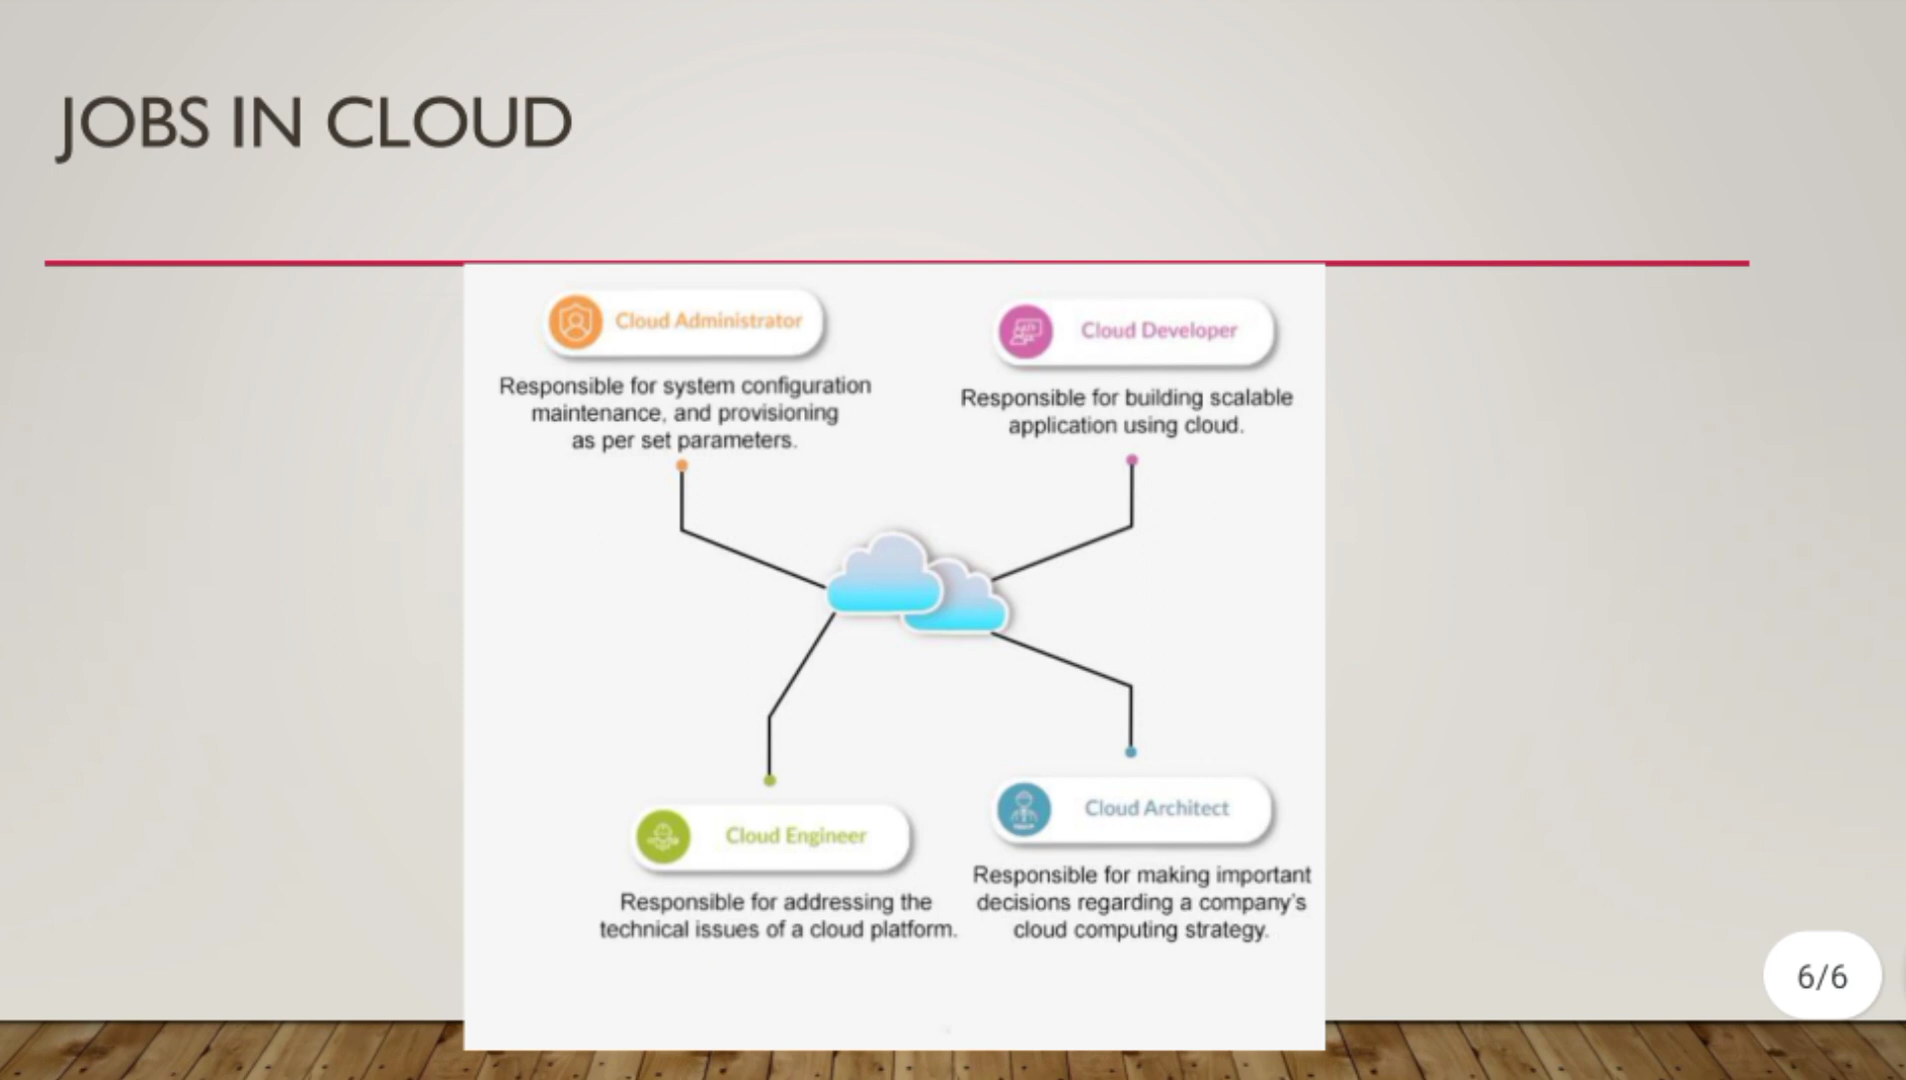 JOBS IN CLOUD
Cloud Administrator
Responsible for system configuration
maintenance, and provisioning
as per set parameters.
Cloud Developer
Responsible for building scalable
application using cloud.
Cloud Engineer
Responsible for addressing the
technical issues of a cloud platform.
Cloud Architect
Responsible for making important
decisions regarding a company's
cloud computing strategy.
6/6